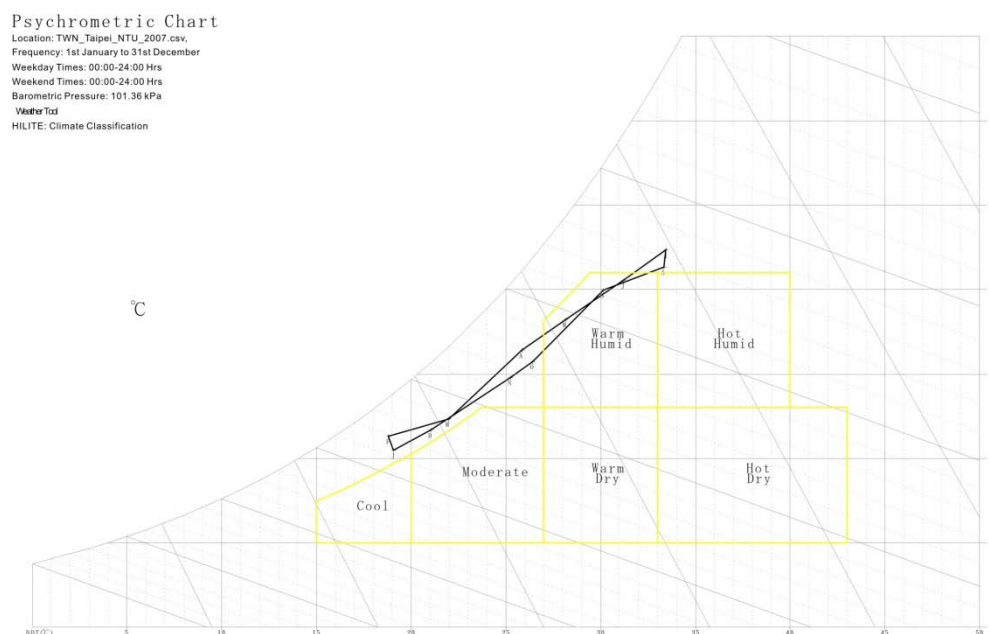 Psychrometric Chart
Location: TWN_Taipei_NTU_2007.csv,
Frequency: 1st January to 31st December
Weekday Times: 00:00-24:00 Hrs
Weekend Times: 00:00-24:00 Hrs
Barometric Pressure: 101.36 kPa
Weather Tool
HILITE: Climate Classification
℃
Warm
Humid
Hot
Humid
Moderate
Warm
Dry
Hot
Dry
Cool
5 10 15 20 25 30 35 40 45 50